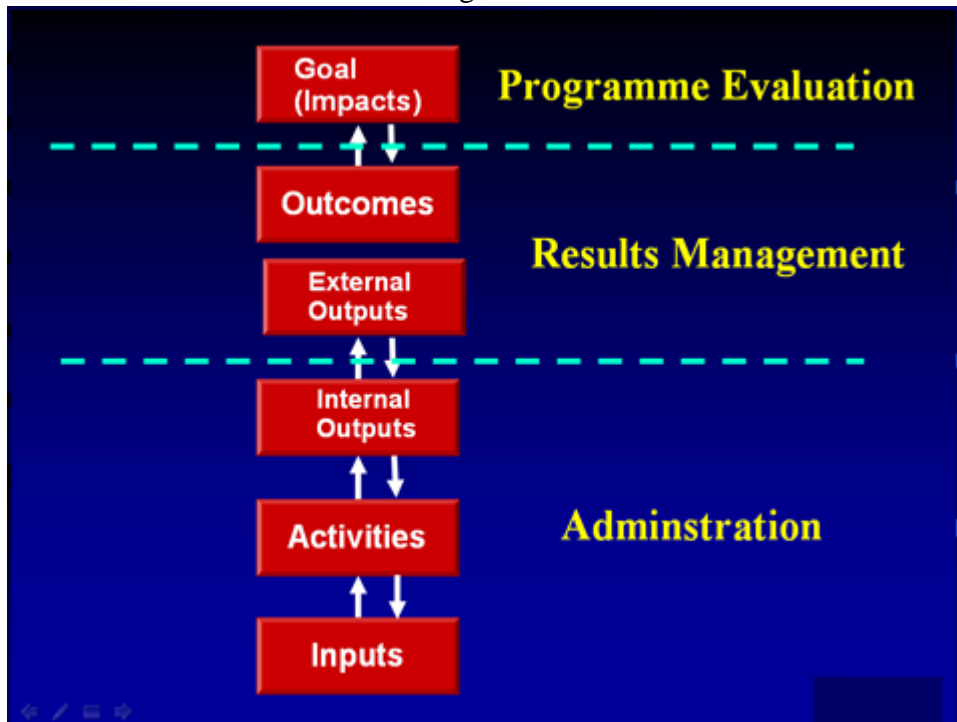 Goal
(Impacts)
Programme Evaluation
Outcomes
Results Management
External
Outputs
Internal
Outputs
Activities
Adminstration
Inputs